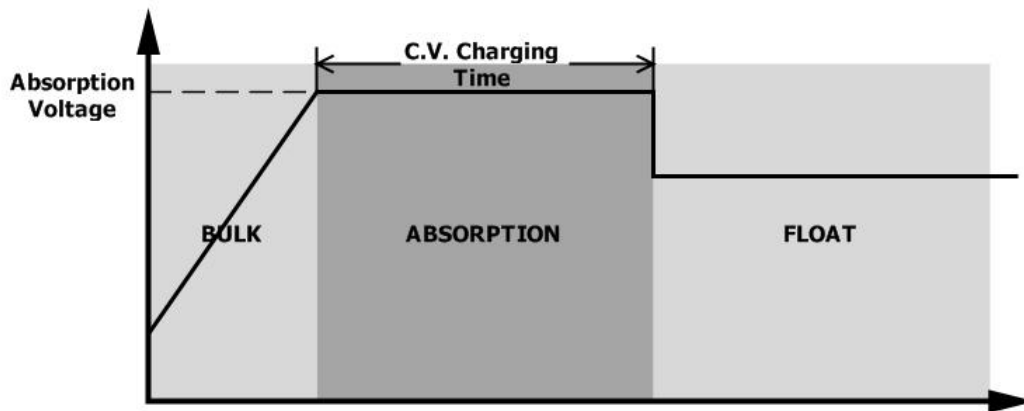 C.V. Charging
Time
Absorption
Voltage
BULK
ABSORPTION
FLOAT